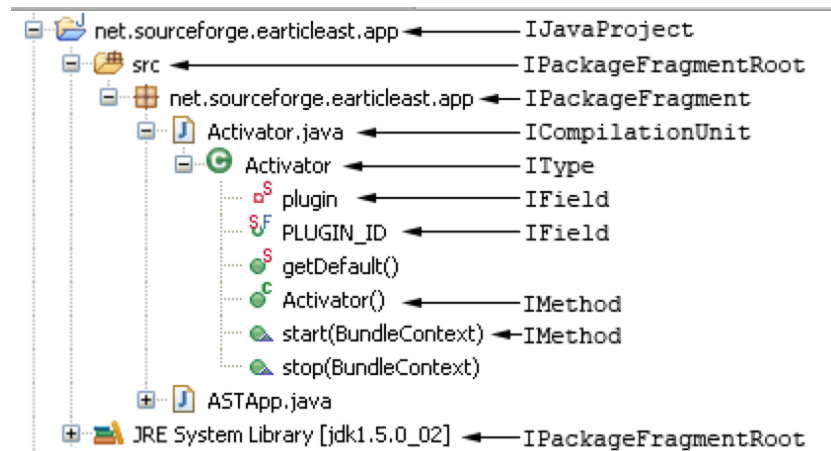 net.sourceforge.earticleast.app IJavaProject
src IPackageFragmentRoot
net.sourceforge.earticleast.app IPackageFragment
Activator.java ICompilationUnit
Activator IType
plugin IField
PLUGIN_ID IField
getDefault()
Activator() IMethod
start(BundleContext) IMethod
stop(BundleContext)
ASTApp.java
JRE System Library [jdk1.5.0_02] IPackageFragmentRoot